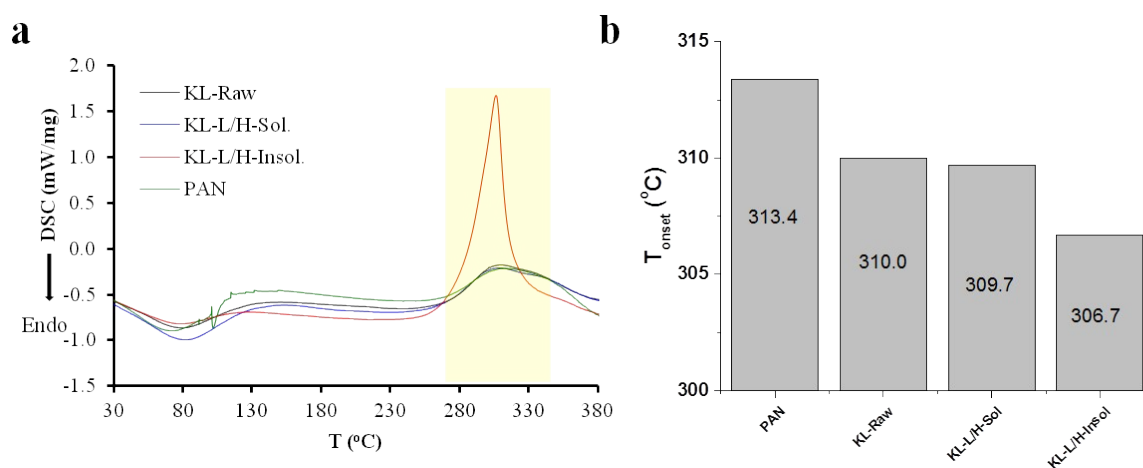 a
2.0
1.5
1.0
0.5
0.0
-0.5
-1.0
-1.5
DSC (mW/mg)
Endo
KL-Raw
KL-L/H-Sol.
KL-L/H-Insol.
PAN
30
80
130
180
230
280
330
380
T (°C)
b
315
310
305
300
Tonset (°C)
313.4
310.0
309.7
306.7
PAN
KL-Raw
KL-L/H-Sol
KL-L/H-Insol